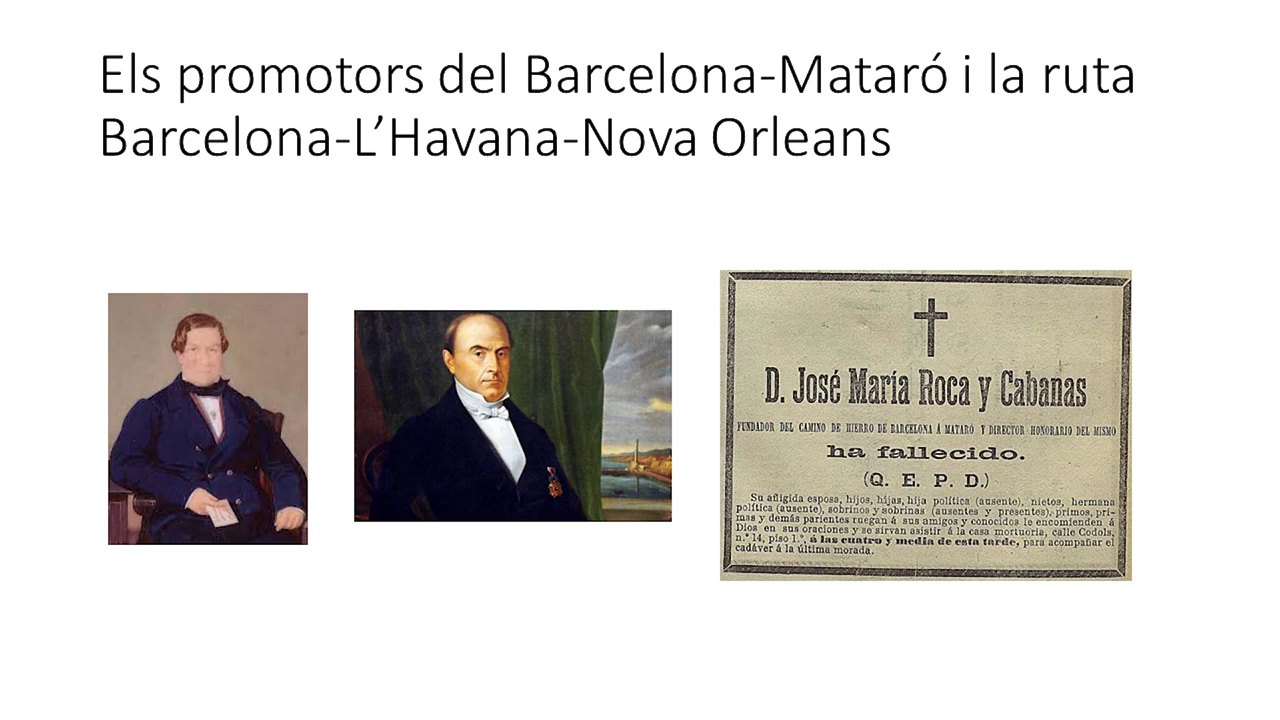 Els promotors del Barcelona-Mataró i la ruta
Barcelona-L’Havana-Nova Orleans
D. José María Roca y Cabanas
FUNDADOR DEL CAMINO DE HIERRO DE BARCELONA Á MATARÓ Y DIRECTOR HONORARIO DEL MISMO
ha fallecido.
(Q. E. P. D.)
Su afligida esposa, hijos, hijas, hija política (ausente), nietos, hermana
política (ausente), sobrinos y sobrinas (ausentes y presentes), primos, pri-
mas y demás parientes ruegan á sus amigos y conocidos le encomienden á
Dios en sus oraciones y se sirvan asistir á la casa mortuoria, calle Codols,
n.º 14, piso 1.º, á las cuatro y media de esta tarde, para acompañar el
cadáver á la última morada.